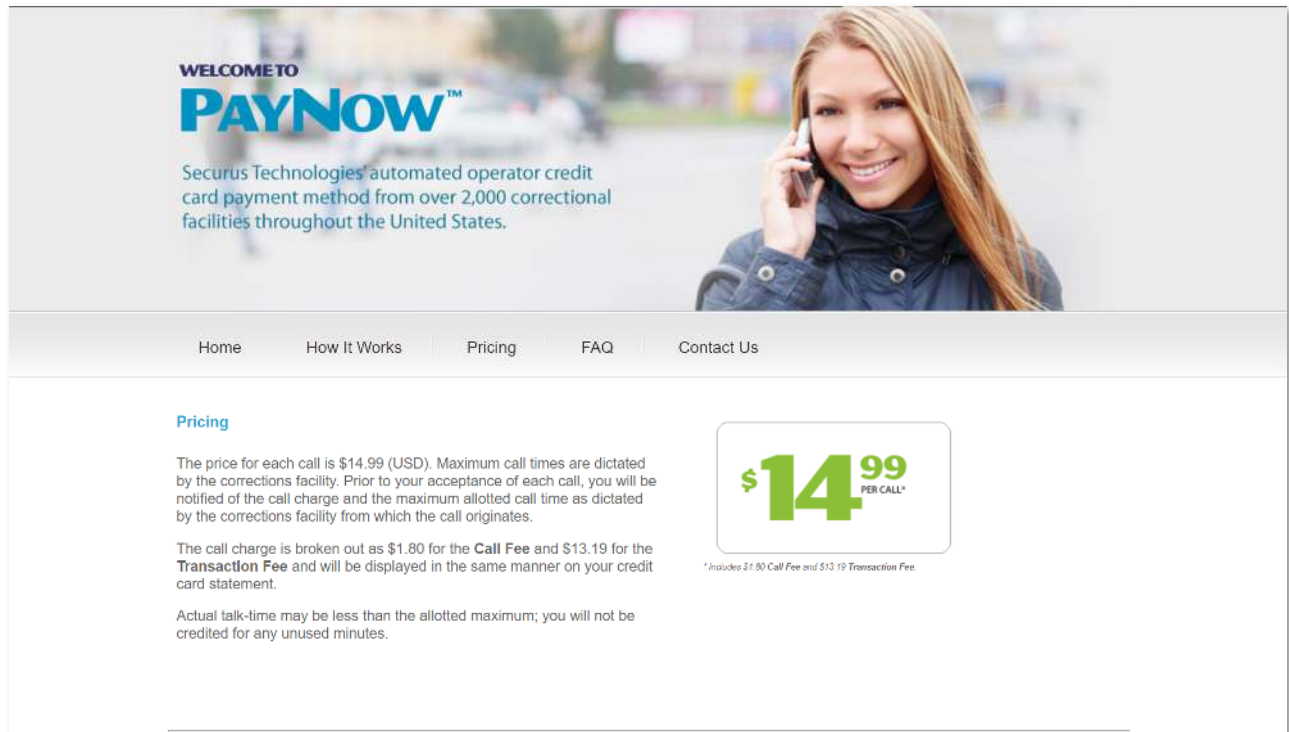 WELCOME TO
PAYNOW™
Securus Technologies' automated operator credit
card payment method from over 2,000 correctional
facilities throughout the United States.
Home How It Works Pricing FAQ Contact Us
Pricing
The price for each call is $14.99 (USD). Maximum call times are dictated
by the corrections facility. Prior to your acceptance of each call, you will be
notified of the call charge and the maximum allotted call time as dictated
by the corrections facility from which the call originates.
The call charge is broken out as $1.80 for the Call Fee and $13.19 for the
Transaction Fee and will be displayed in the same manner on your credit
card statement.
Actual talk-time may be less than the allotted maximum; you will not be
credited for any unused minutes.
$14.99
PER CALL*
* Includes $1.80 Call Fee and $13.19 Transaction Fee.